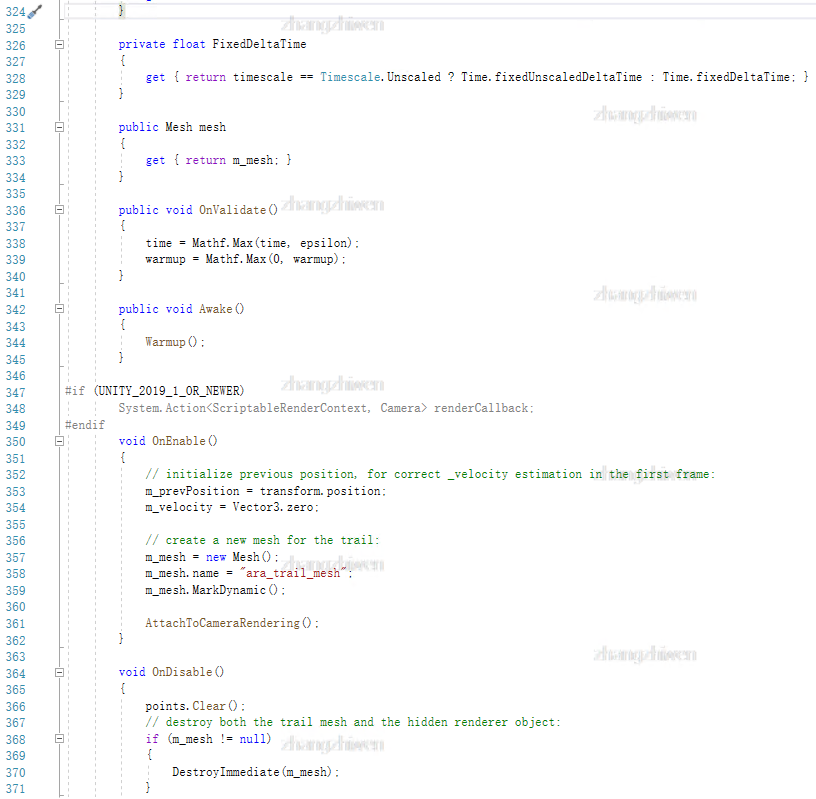 324 }
325
326 private float FixedDeltaTime
327 {
328 get { return timescale == Timescale.Unscaled ? Time.fixedUnscaledDeltaTime : Time.fixedDeltaTime; }
329 }
330
331 public Mesh mesh
332 {
333 get { return m_mesh; }
334 }
335
336 public void OnValidate()
337 {
338 time = Mathf.Max(time, epsilon);
339 warmup = Mathf.Max(0, warmup);
340 }
341
342 public void Awake()
343 {
344 Warmup();
345 }
346
347 #if (UNITY_2019_1_OR_NEWER)
348 System.Action<ScriptableRenderContext, Camera> renderCallback;
349 #endif
350 void OnEnable()
351 {
352 // initialize previous position, for correct _velocity estimation in the first frame:
353 m_prevPosition = transform.position;
354 m_velocity = Vector3.zero;
355
356 // create a new mesh for the trail:
357 m_mesh = new Mesh();
358 m_mesh.name = "ara_trail_mesh";
359 m_mesh.MarkDynamic();
360
361 AttachToCameraRendering();
362 }
363
364 void OnDisable()
365 {
366 points.Clear();
367 // destroy both the trail mesh and the hidden renderer object:
368 if (m_mesh != null)
369 {
370 DestroyImmediate(m_mesh);
371 }